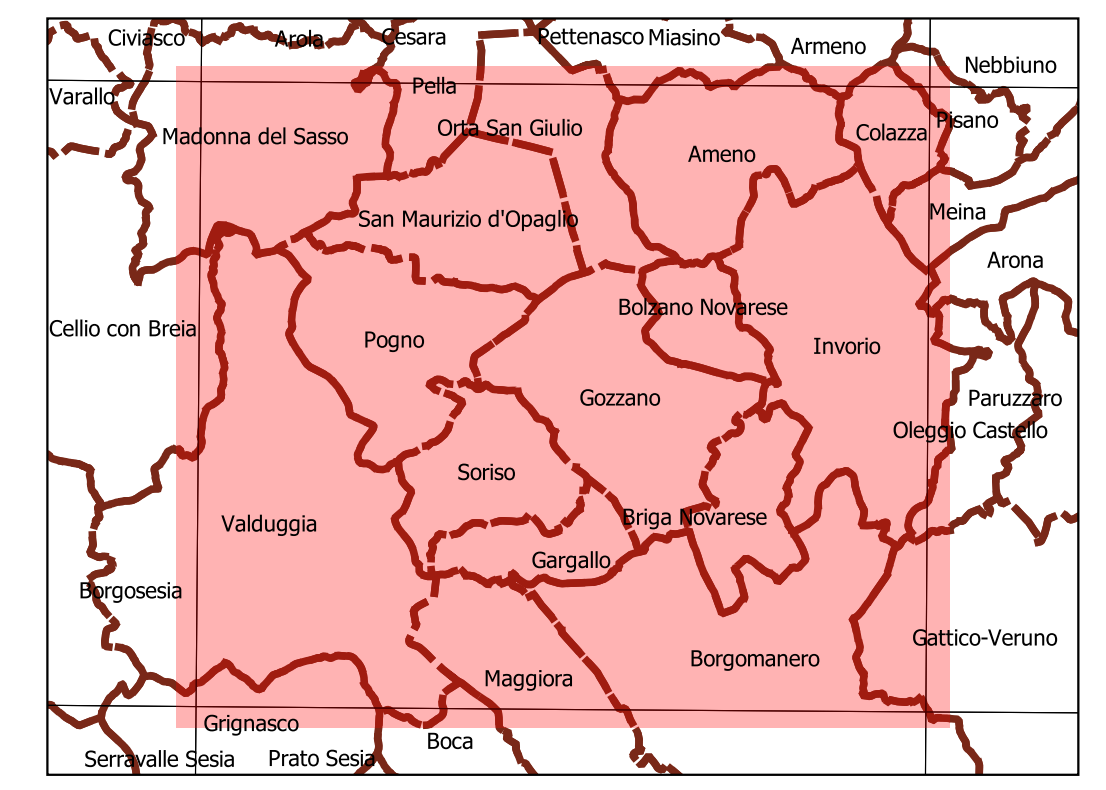 Civiasco
Arola
Cesara
Pettenasco
Miasino
Armeno
Nebbiuno
Varallo
Pella
Madonna del Sasso
Orta San Giulio
Colazza
Pisano
Ameno
San Maurizio d'Opaglio
Meina
Arona
Cellio con Breia
Pogno
Bolzano Novarese
Invorio
Gozzano
Paruzzaro
Oleggio Castello
Soriso
Valduggia
Briga Novarese
Gargallo
Borgosesia
Gattico-Veruno
Maggiora
Borgomanero
Grignasco
Boca
Serravalle Sesia
Prato Sesia